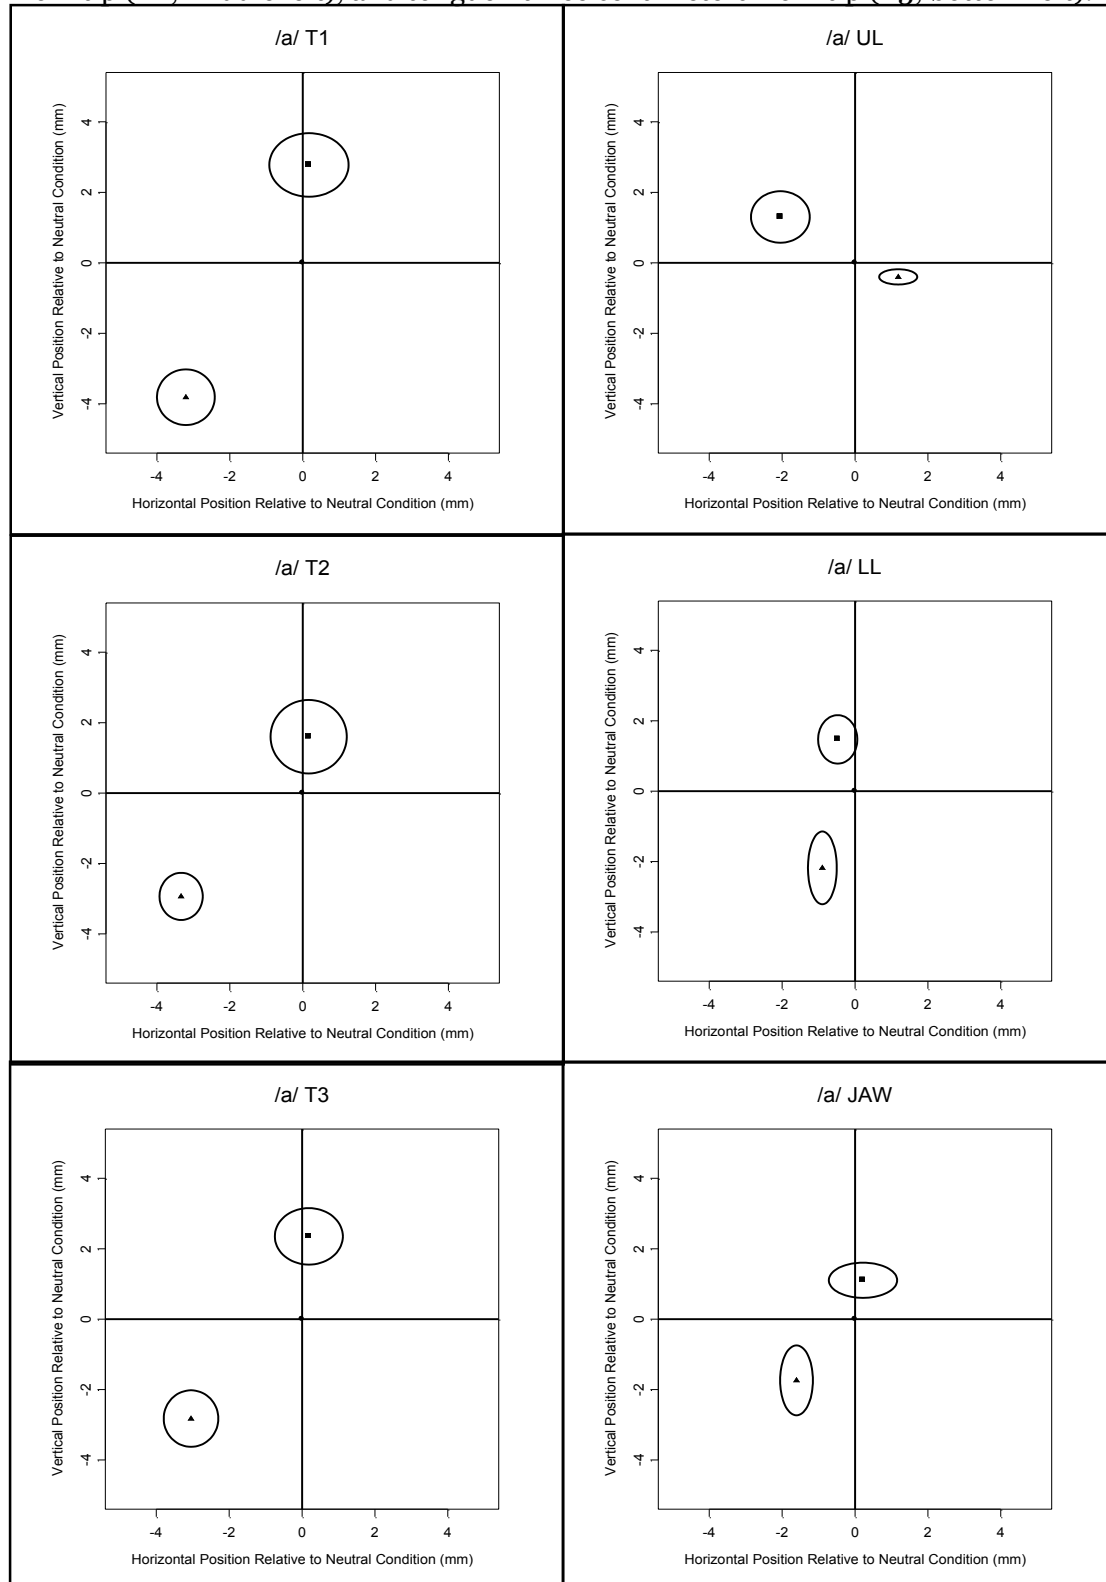 /a/ T1
Vertical Position Relative to Neutral Condition (mm)
4
2
0
-2
-4
-4 -2 0 2 4
Horizontal Position Relative to Neutral Condition (mm)
/a/ UL
Vertical Position Relative to Neutral Condition (mm)
4
2
0
-2
-4
-4 -2 0 2 4
Horizontal Position Relative to Neutral Condition (mm)
/a/ T2
Vertical Position Relative to Neutral Condition (mm)
4
2
0
-2
-4
-4 -2 0 2 4
Horizontal Position Relative to Neutral Condition (mm)
/a/ LL
Vertical Position Relative to Neutral Condition (mm)
4
2
0
-2
-4
-4 -2 0 2 4
Horizontal Position Relative to Neutral Condition (mm)
/a/ T3
Vertical Position Relative to Neutral Condition (mm)
4
2
0
-2
-4
-4 -2 0 2 4
Horizontal Position Relative to Neutral Condition (mm)
/a/ JAW
Vertical Position Relative to Neutral Condition (mm)
4
2
0
-2
-4
-4 -2 0 2 4
Horizontal Position Relative to Neutral Condition (mm)